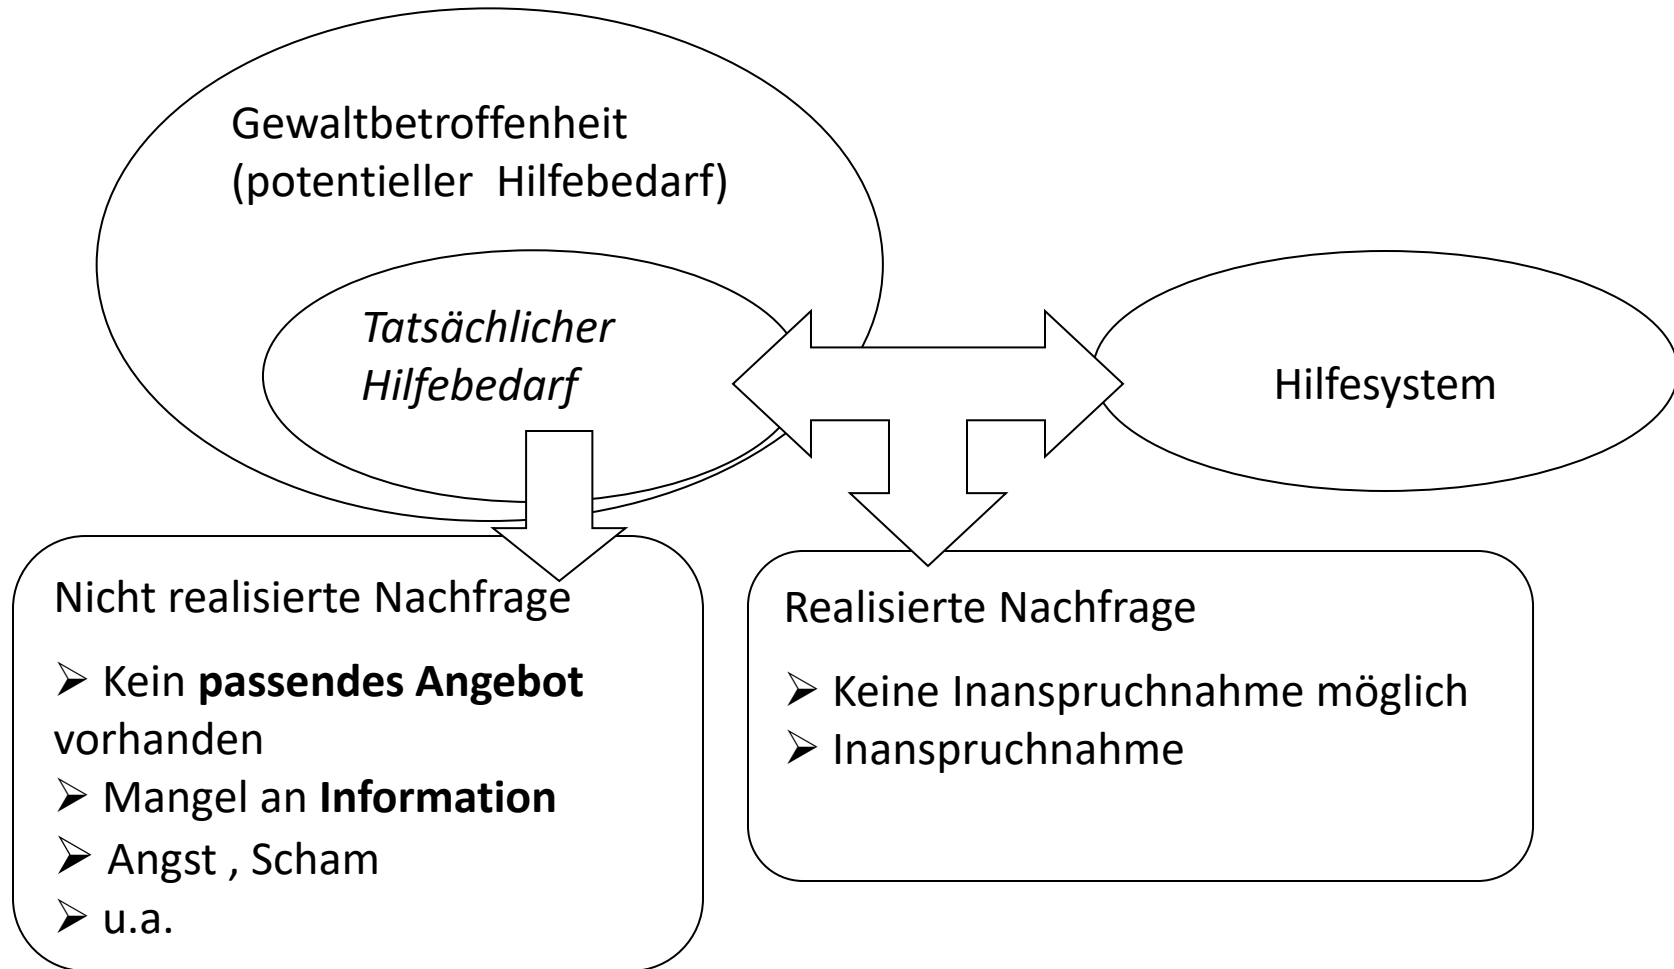 Gewaltbetroffenheit
(potentieller Hilfebedarf)
Tatsächlicher
Hilfebedarf
Hilfesystem
Nicht realisierte Nachfrage
➢ Kein passendes Angebot
vorhanden
➢ Mangel an Information
➢ Angst , Scham
➢ u.a.
Realisierte Nachfrage
➢ Keine Inanspruchnahme möglich
➢ Inanspruchnahme